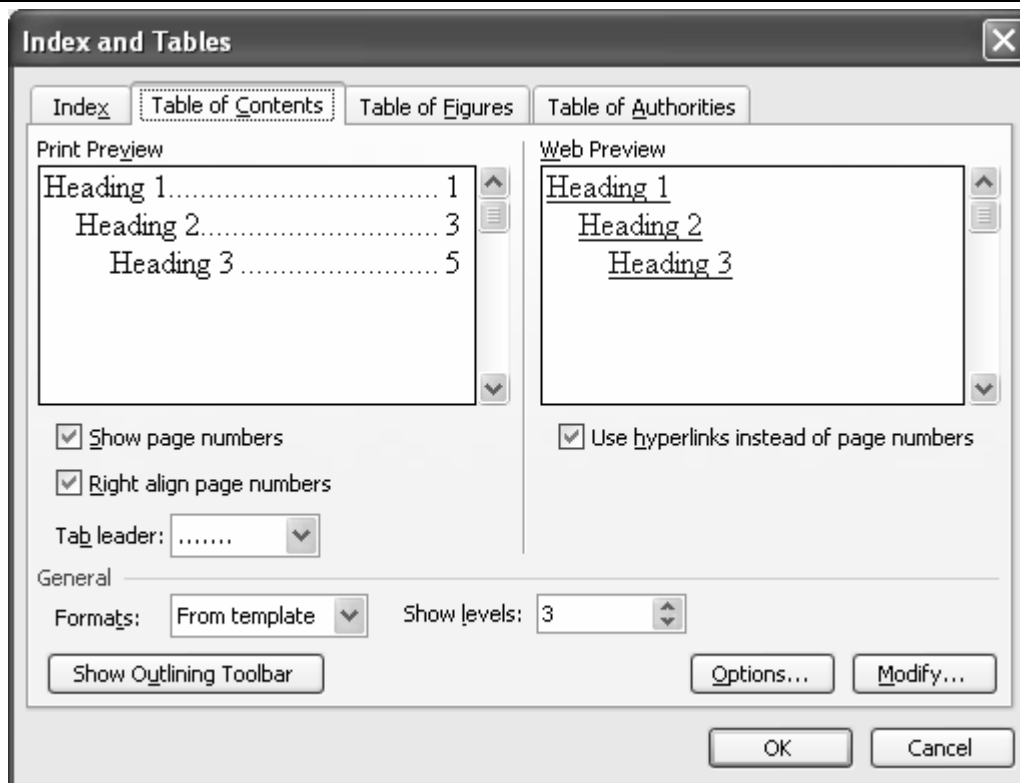 Index and Tables
Index Table of Contents Table of Figures Table of Authorities
Print Preview
Heading 1.................................. 1
Heading 2.............................. 3
Heading 3 ......................... 5
Show page numbers
Right align page numbers
Tab leader: .......
Web Preview
Heading 1
Heading 2
Heading 3
Use hyperlinks instead of page numbers
General
Formats: From template Show levels: 3
Show Outlining Toolbar Options... Modify...
OK Cancel